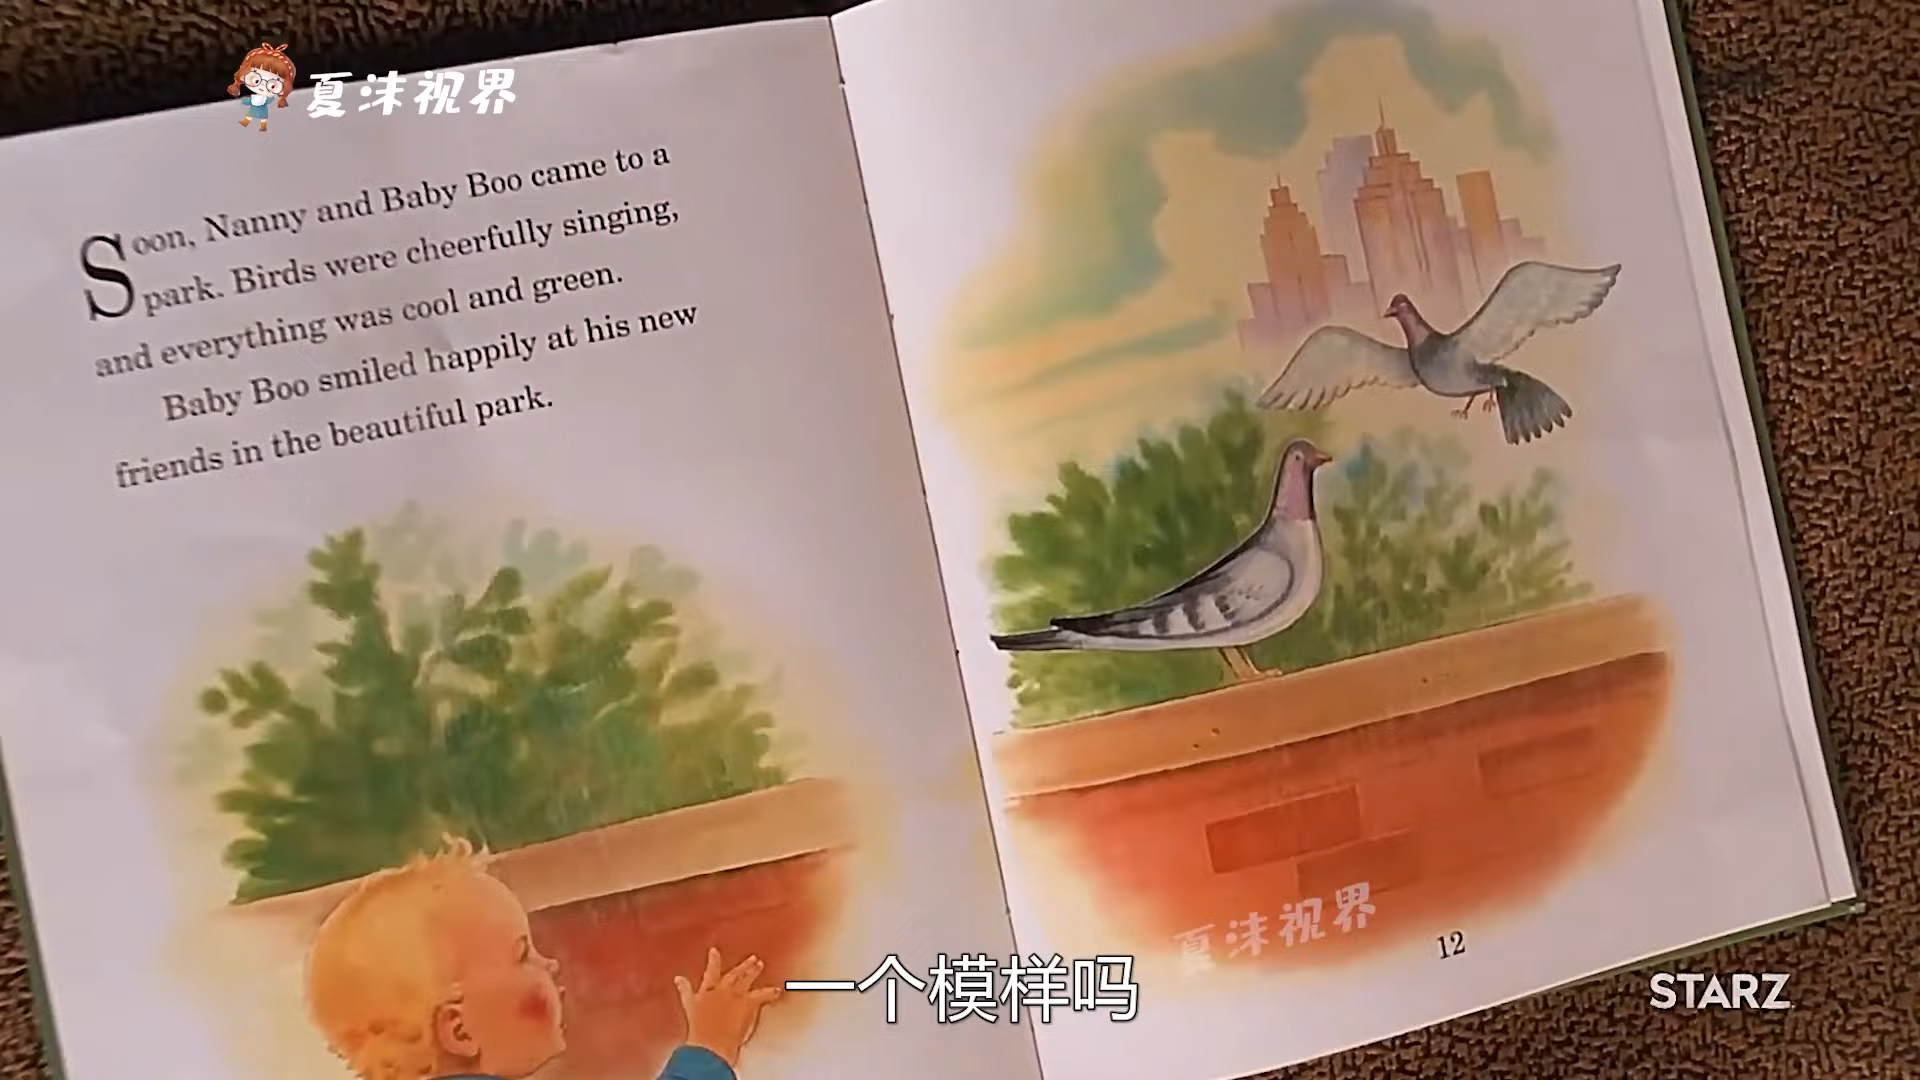 夏沫视界
Soon, Nanny and Baby Boo came to a
park. Birds were cheerfully singing,
and everything was cool and green.
Baby Boo smiled happily at his new
friends in the beautiful park.
夏沫视界
12
一个模样吗
STARZ